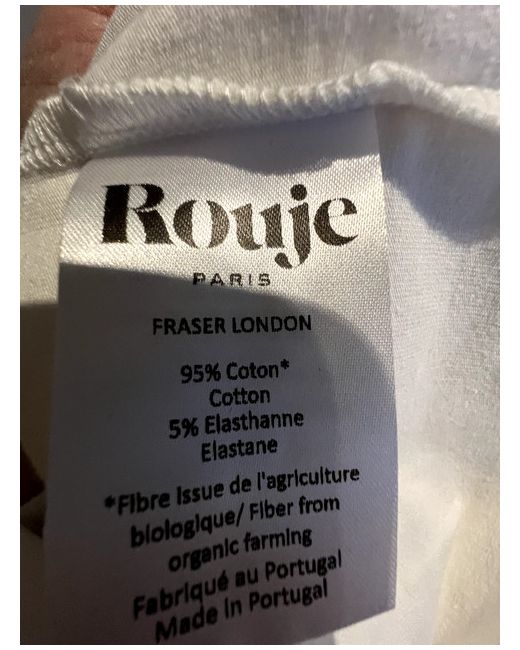 Rouje
PARIS
FRASER LONDON
95% Coton*
Cotton
5% Elasthanne
Elastane
*Fibre issue de l'agriculture
biologique/ Fiber from
organic farming
Fabriqué au Portugal
Made in Portugal